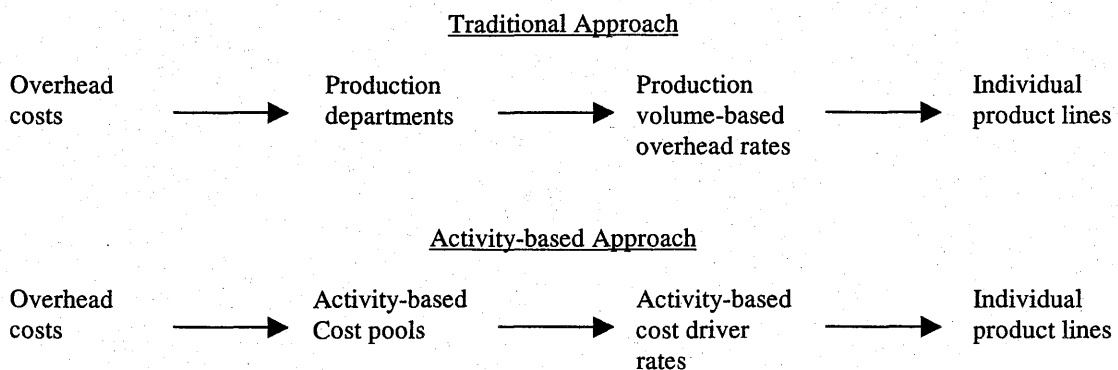 Traditional Approach
Overhead costs
Production departments
Production volume-based overhead rates
Individual product lines
Activity-based Approach
Overhead costs
Activity-based Cost pools
Activity-based cost driver rates
Individual product lines